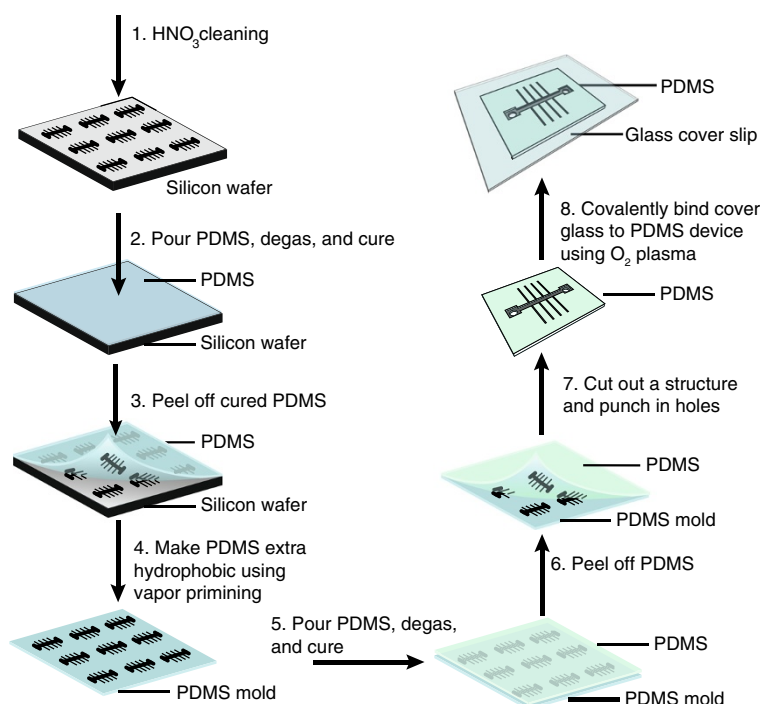 1. HNO3cleaning
Silicon wafer
2. Pour PDMS, degas, and cure
PDMS
Silicon wafer
3. Peel off cured PDMS
PDMS
Silicon wafer
4. Make PDMS extra
hydrophobic using
vapor primining
PDMS mold
5. Pour PDMS, degas,
and cure
PDMS
PDMS mold
6. Peel off PDMS
PDMS
PDMS mold
7. Cut out a structure
and punch in holes
PDMS
8. Covalently bind cover
glass to PDMS device
using O2 plasma
PDMS
Glass cover slip